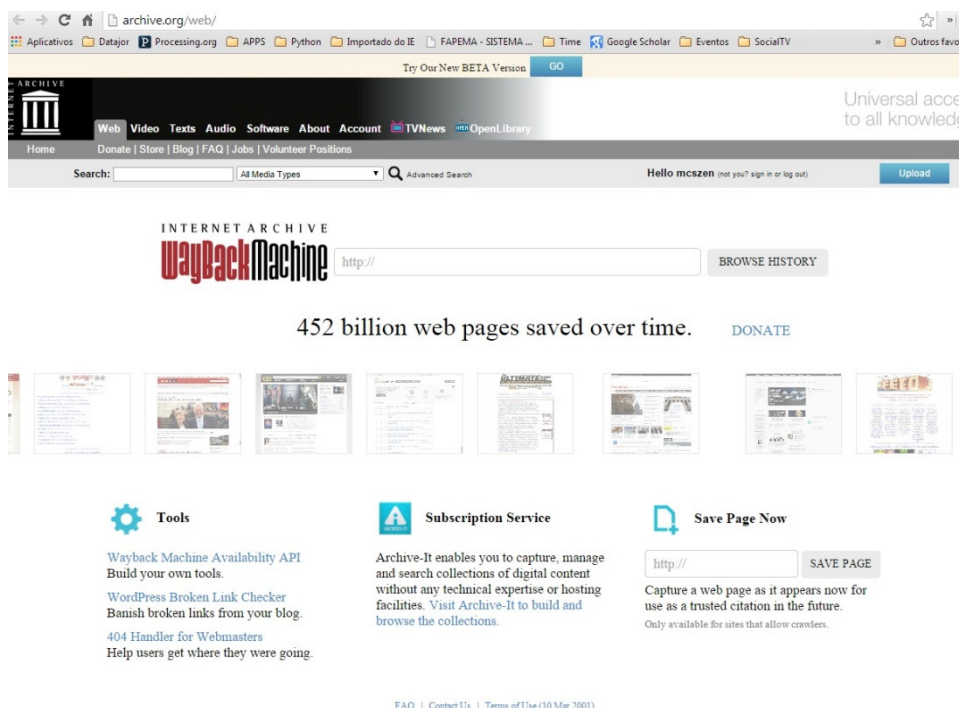 archive.org/web/
Aplicativos Datajor Processing.org APPS Python Importado do IE FAPEMA - SISTEMA ... Time Google Scholar Eventos SocialTV » Outros favo
Try Our New BETA Version GO
INTERNET ARCHIVE
Universal acce
to all knowledg
Web Video Texts Audio Software About Account TVNews OpenLibrary
Home Donate | Store | Blog | FAQ | Jobs | Volunteer Positions
Search: All Media Types Advanced Search Hello mcszen (not you? sign in or log out) Upload
INTERNET ARCHIVE
WayBackMachine http:// BROWSE HISTORY
452 billion web pages saved over time. DONATE
Tools
Wayback Machine Availability API
Build your own tools.
WordPress Broken Link Checker
Banish broken links from your blog.
404 Handler for Webmasters
Help users get where they were going.
Subscription Service
Archive-It enables you to capture, manage
and search collections of digital content
without any technical expertise or hosting
facilities. Visit Archive-It to build and
browse the collections.
Save Page Now
http:// SAVE PAGE
Capture a web page as it appears now for
use as a trusted citation in the future.
Only available for sites that allow crawlers.
FAQ | Contact Us | Terms of Use (10 Mar 2001)